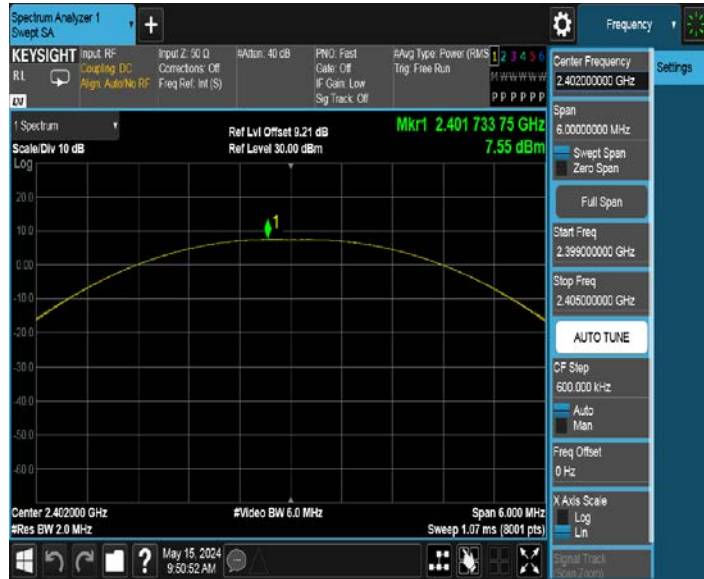 Spectrum Analyzer 1
Swept SA
+
Frequency
KEYSIGHT
RL
Input: RF
Coupling: DC
Align: Auto/No RF
Input Z: 50 Ω
Corrections: Off
Freq Ref: Int (S)
#Atten: 40 dB
PNO: Fast
Gate: Off
IF Gain: Low
Sig Track: Off
#Avg Type: Power (RMS
Trig: Free Run
1 2 3 4 5 6
M W W W W W
P P P P P P
1 Spectrum
Scale/Div 10 dB
Log
Ref Lvl Offset 9.21 dB
Ref Level 30.00 dBm
Mkr1 2.401 733 75 GHz
7.55 dBm
20.0
10.0
0.00
-10.0
-20.0
-30.0
-40.0
-50.0
-60.0
1
Center 2.402000 GHz
#Res BW 2.0 MHz
#Video BW 6.0 MHz
Span 6.000 MHz
Sweep 1.07 ms (8001 pts)
?
May 15, 2024
9:50:52 AM
Center Frequency
2.402000000 GHz
Settings
Span
6.00000000 MHz
Swept Span
Zero Span
Full Span
Start Freq
2.399000000 GHz
Stop Freq
2.405000000 GHz
AUTO TUNE
CF Step
600.000 kHz
Auto
Man
Freq Offset
0 Hz
X Axis Scale
Log
Lin
Signal Track
(Span Zoom)